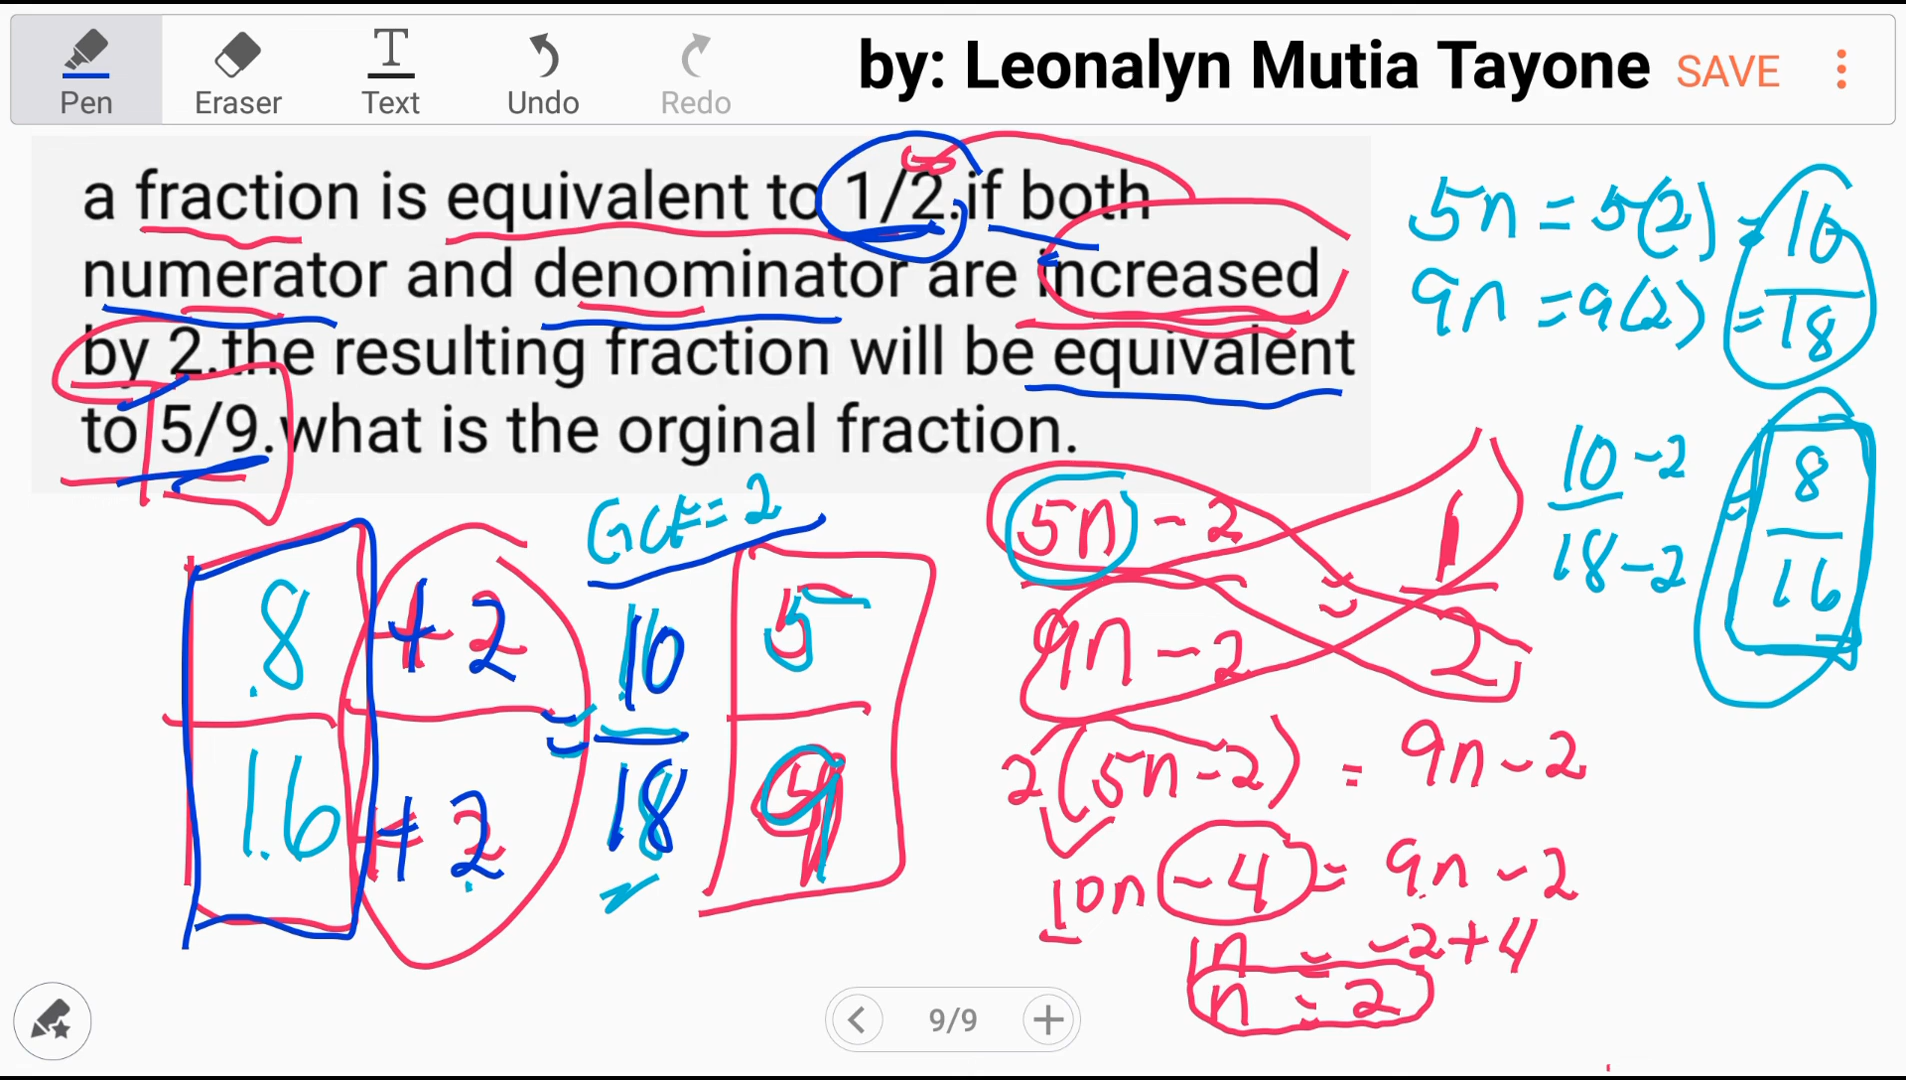 Pen
Eraser
T
Text
Undo
Redo
by: Leonalyn Mutia Tayone
SAVE
a fraction is equivalent to 1/2.if both
numerator and denominator are increased
by 2.the resulting fraction will be equivalent
to 5/9.what is the orginal fraction.
5n = 5(2) = 10
9n = 9(2) = 18
10 - 2 = 8
18 - 2 16
GCF = 2
8 + 2 = 10 5
16 + 2 18 9
5n - 2 = 1
9n - 2 2
2(5n - 2) = 9n - 2
10n - 4 = 9n - 2
1n = -2 + 4
n = 2
9/9